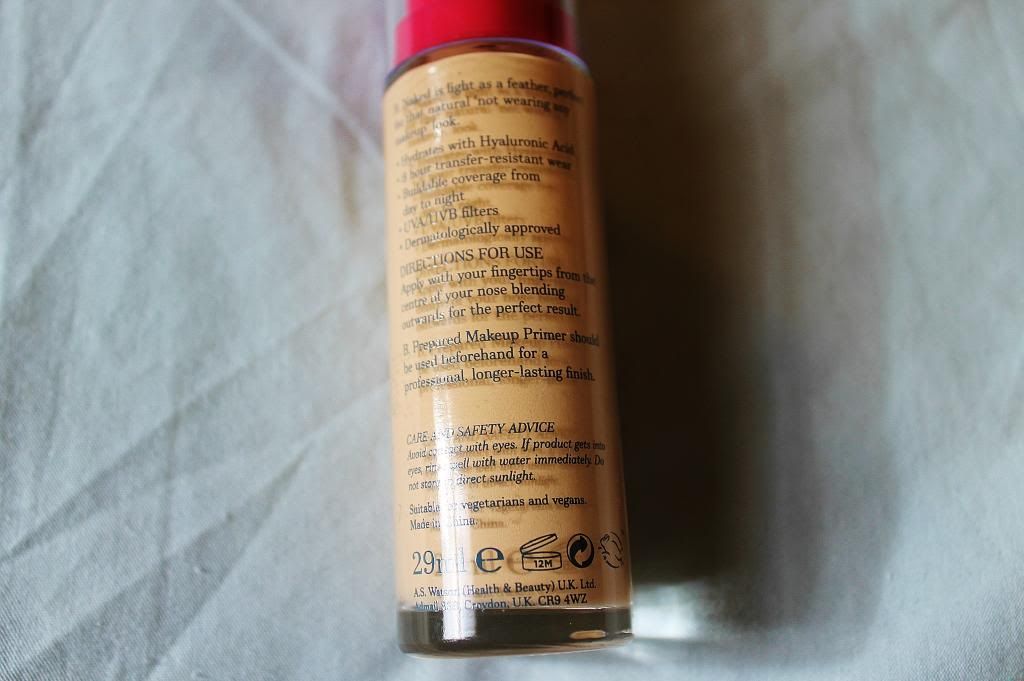 B. Naked is light as a feather, perfect
for that natural 'not wearing any
makeup' look.
• Hydrates with Hyaluronic Acid
• 8 hour transfer-resistant wear
• Buildable coverage from
day to night
• UVA/UVB filters
• Dermatologically approved
DIRECTIONS FOR USE
Apply with your fingertips from the
centre of your nose blending
outwards for the perfect result.
B. Prepared Makeup Primer should
be used beforehand for a
professional, longer-lasting finish.
CARE AND SAFETY ADVICE
Avoid contact with eyes. If product gets into
eyes, rinse well with water immediately. Do
not store in direct sunlight.
Suitable for vegetarians and vegans.
Made in China.
29ml e 12M
A.S. Watson (Health & Beauty) U.K. Ltd.
Croydon, U.K. CR9 4WZ